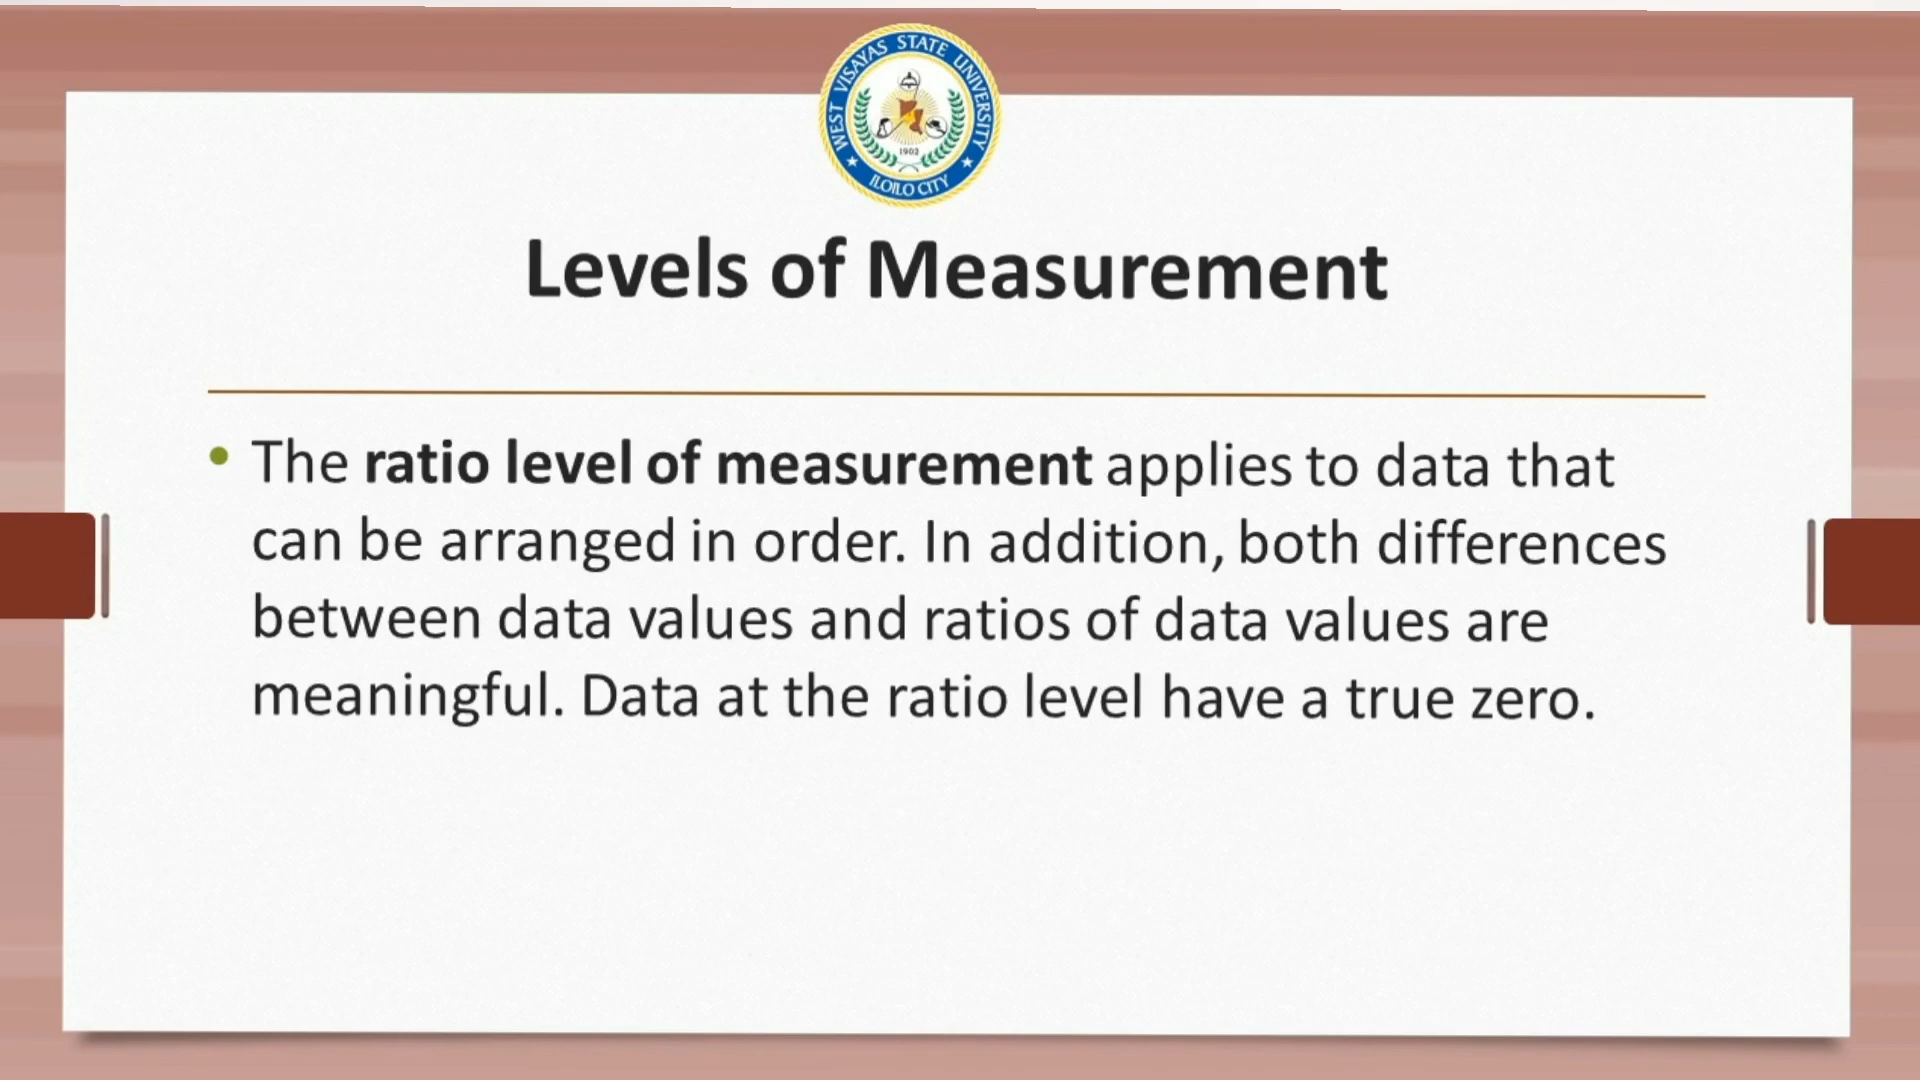 WEST VISAYAS STATE UNIVERSITY
1902
ILOILO CITY
Levels of Measurement
• The ratio level of measurement applies to data that
can be arranged in order. In addition, both differences
between data values and ratios of data values are
meaningful. Data at the ratio level have a true zero.